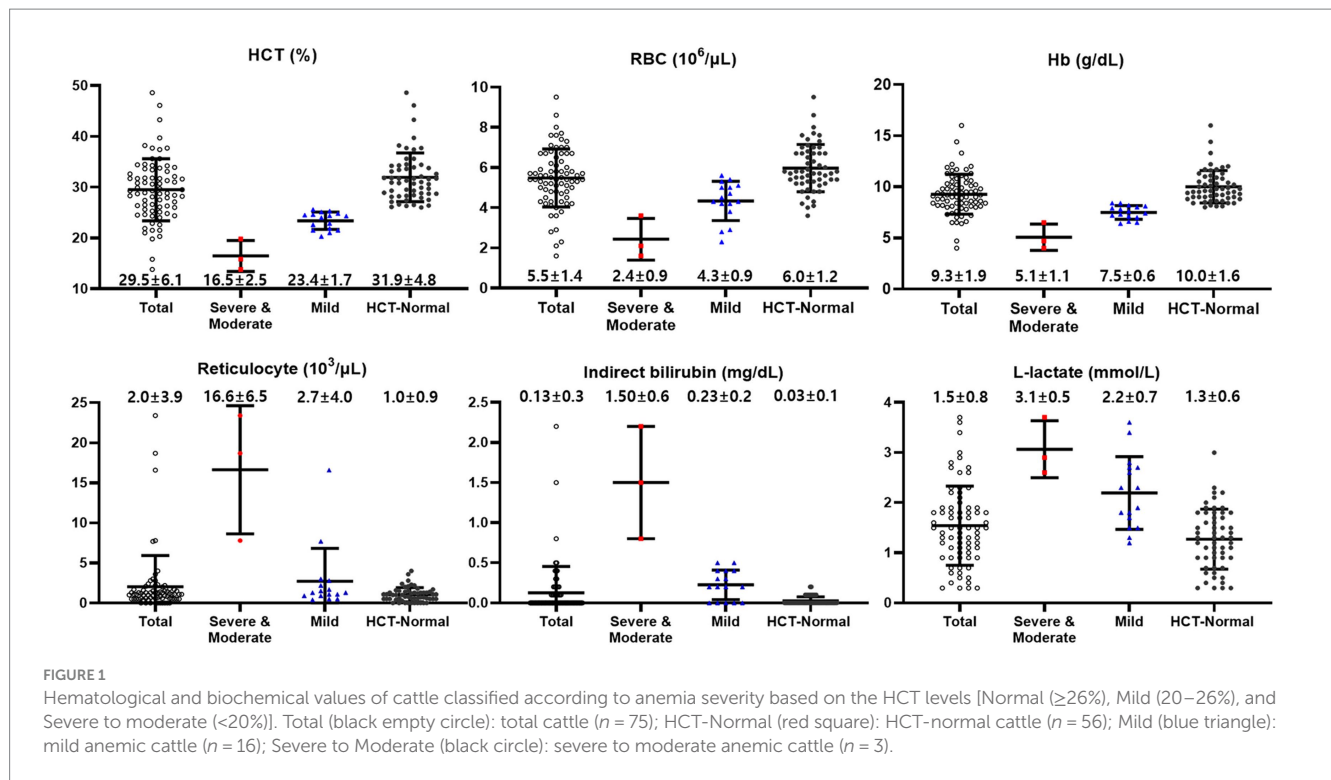 HCT (%)
50
40
30
20
10
29.5±6.1 16.5±2.5 23.4±1.7 31.9±4.8
Total Severe & Moderate Mild HCT-Normal
RBC (10⁶/µL)
10
8
6
4
2
0
5.5±1.4 2.4±0.9 4.3±0.9 6.0±1.2
Total Severe & Moderate Mild HCT-Normal
Hb (g/dL)
20
15
10
5
0
9.3±1.9 5.1±1.1 7.5±0.6 10.0±1.6
Total Severe & Moderate Mild HCT-Normal
Reticulocyte (10³/µL)
2.0±3.9 16.6±6.5 2.7±4.0 1.0±0.9
25
20
15
10
5
0
Total Severe & Moderate Mild HCT-Normal
Indirect bilirubin (mg/dL)
0.13±0.3 1.50±0.6 0.23±0.2 0.03±0.1
2.5
2.0
1.5
1.0
0.5
0.0
Total Severe & Moderate Mild HCT-Normal
L-lactate (mmol/L)
1.5±0.8 3.1±0.5 2.2±0.7 1.3±0.6
4
3
2
1
0
Total Severe & Moderate Mild HCT-Normal
FIGURE 1
Hematological and biochemical values of cattle classified according to anemia severity based on the HCT levels [Normal (≥26%), Mild (20–26%), and
Severe to moderate (<20%)]. Total (black empty circle): total cattle (n = 75); HCT-Normal (red square): HCT-normal cattle (n = 56); Mild (blue triangle):
mild anemic cattle (n = 16); Severe to Moderate (black circle): severe to moderate anemic cattle (n = 3).